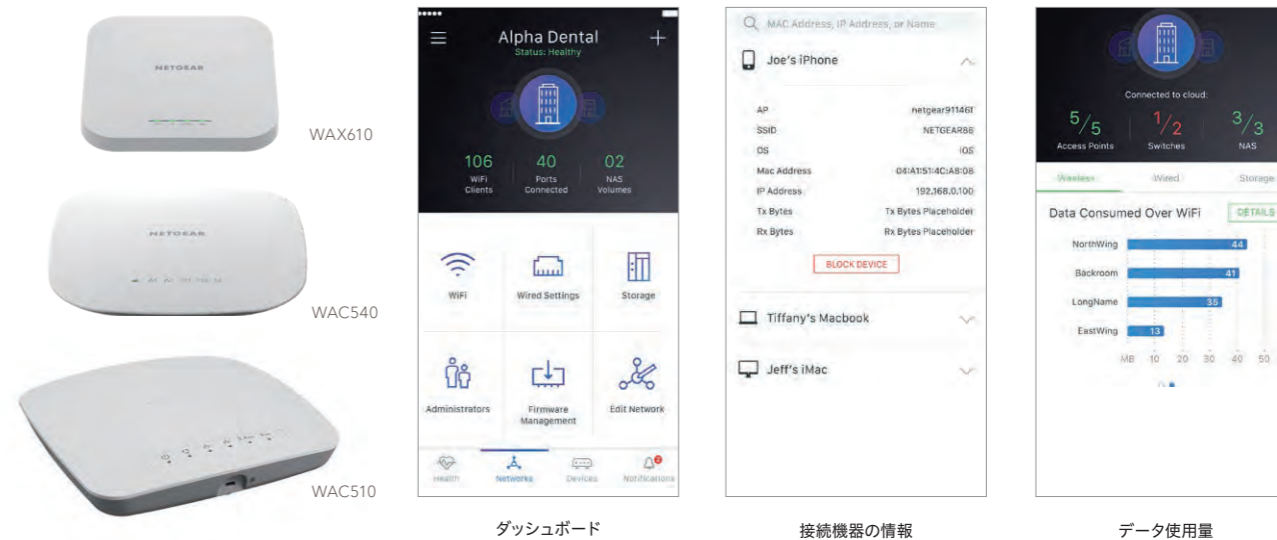 NETGEAR
WAX610
NETGEAR
WAC540
WAC510
Alpha Dental
Status: Healthy
106
WiFi
Clients
40
Ports
Connected
02
NAS
Volumes
WiFi
Wired Settings
Storage
Administrators
Firmware
Management
Edit Network
Health
Networks
Devices
Notifications
2
ダッシュボード
MAC Address, IP Address, or Name
Joe's iPhone
AP netgear911461
SSID NETGEAR86
OS iOS
Mac Address 04:A1:51:4C:A8:08
IP Address 192.168.0.100
Tx Bytes Tx Bytes Placeholder
Rx Bytes Rx Bytes Placeholder
BLOCK DEVICE
Tiffany's Macbook
Jeff's iMac
接続機器の情報
Connected to cloud:
5/5
Access Points
1/2
Switches
3/3
NAS
Wireless Wired Storage
Data Consumed Over WiFi DETAILS
NorthWing 44
Backroom 41
LongName 35
EastWing 13
MB 10 20 30 40 50
データ使用量